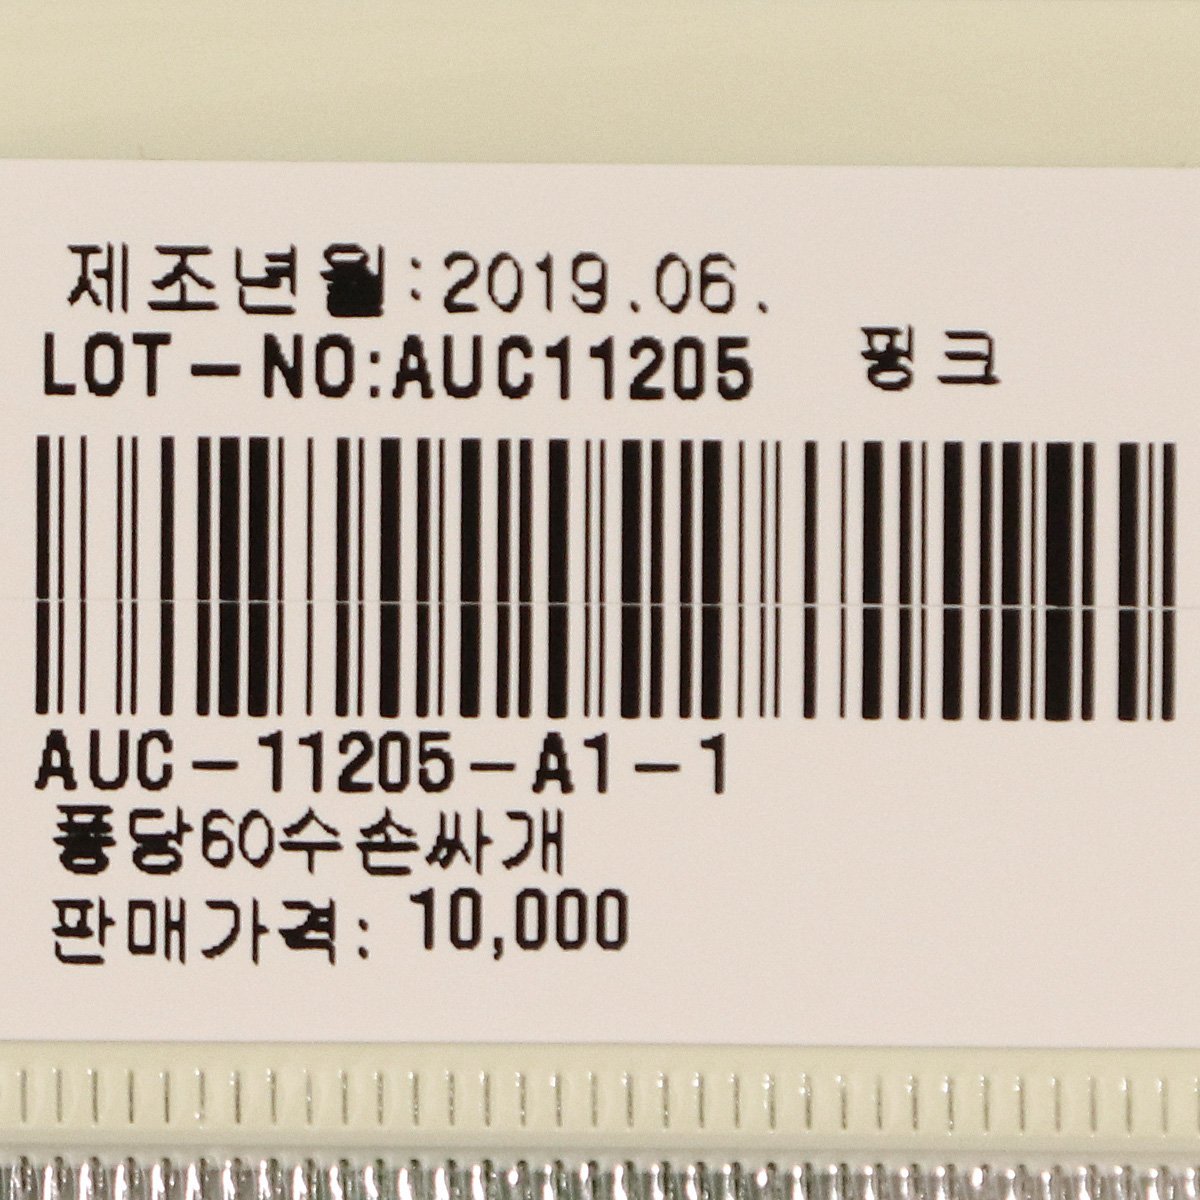 제조년월:2019.06.
LOT-NO:AUC11205 핑크
AUC-11205-A1-1
퐁당60수손싸개
판매가격: 10,000